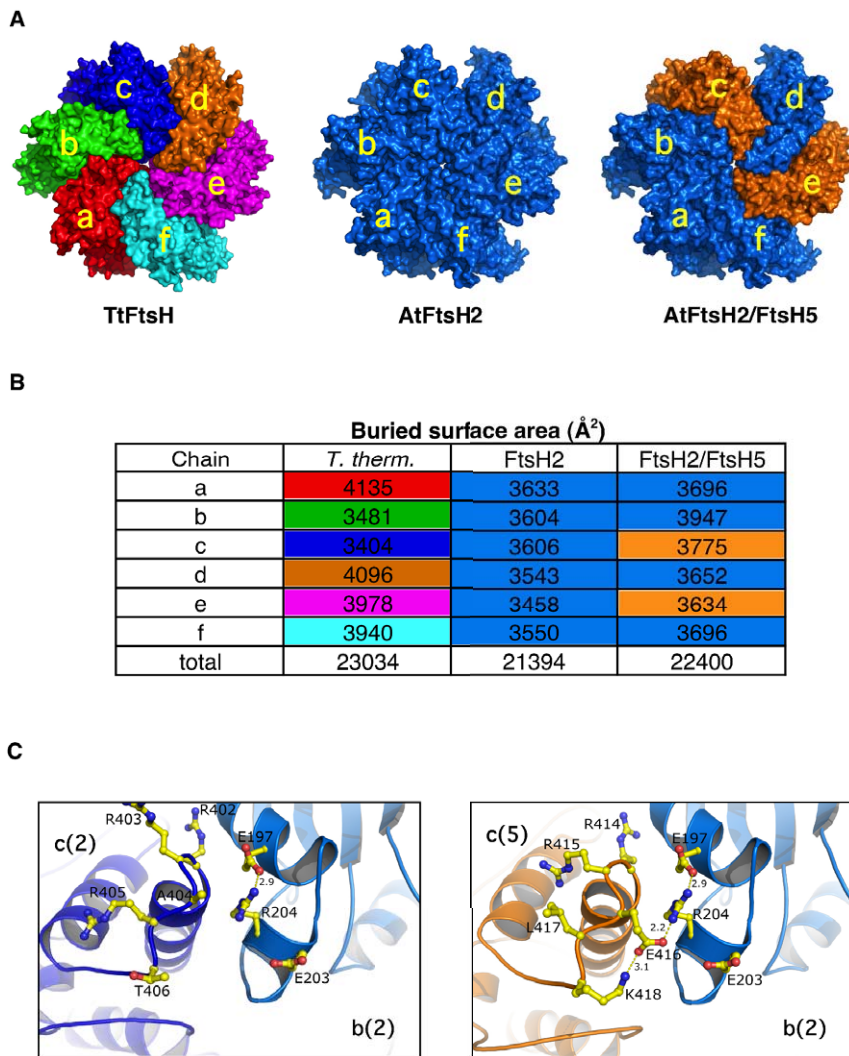 A
c
d
b
e
a
f
TtFtsH
c
d
b
e
a
f
AtFtsH2
c
d
b
e
a
f
AtFtsH2/FtsH5
B
Buried surface area (Å²)
Chain T. therm. FtsH2 FtsH2/FtsH5
a 4135 3633 3696
b 3481 3604 3947
c 3404 3606 3775
d 4096 3543 3652
e 3978 3458 3634
f 3940 3550 3696
total 23034 21394 22400
C
R403
R402
c(2)
E197
R405
A404
2.9
R204
E203
T406
b(2)
c(5)
R414
R415
E197
2.9
R204
L417
2.2
E416
3.1
E203
K418
b(2)